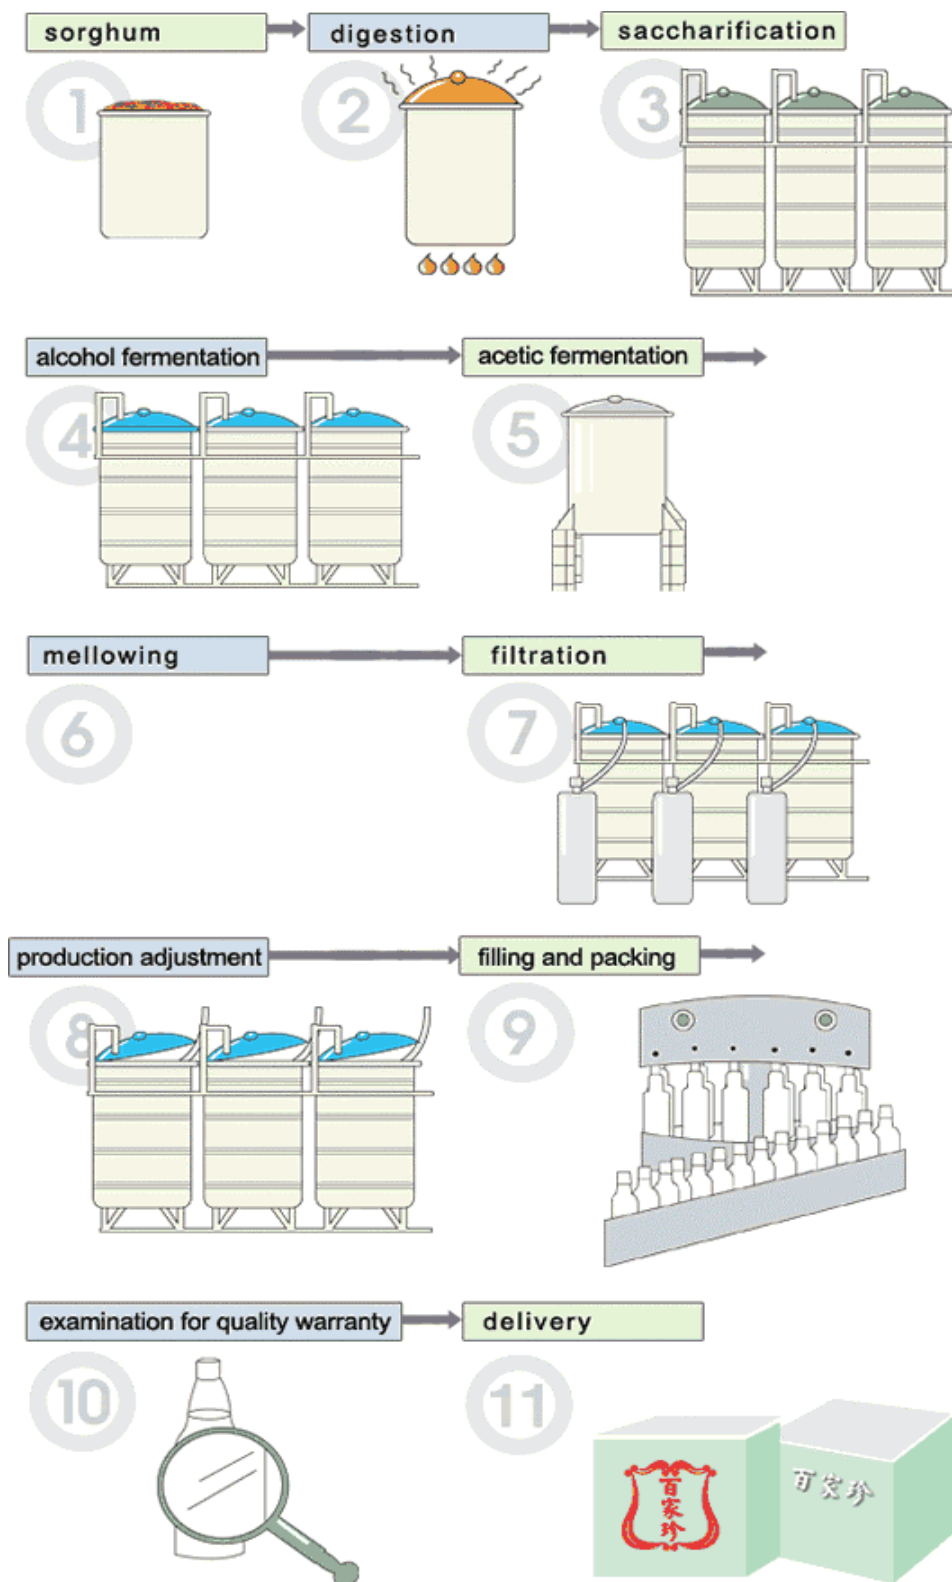 sorghum
digestion
saccharification
1
2
3
alcohol fermentation
acetic fermentation
4
5
mellowing
filtration
6
7
production adjustment
filling and packing
8
9
examination for quality warranty
delivery
10
11
百家珍
百家珍